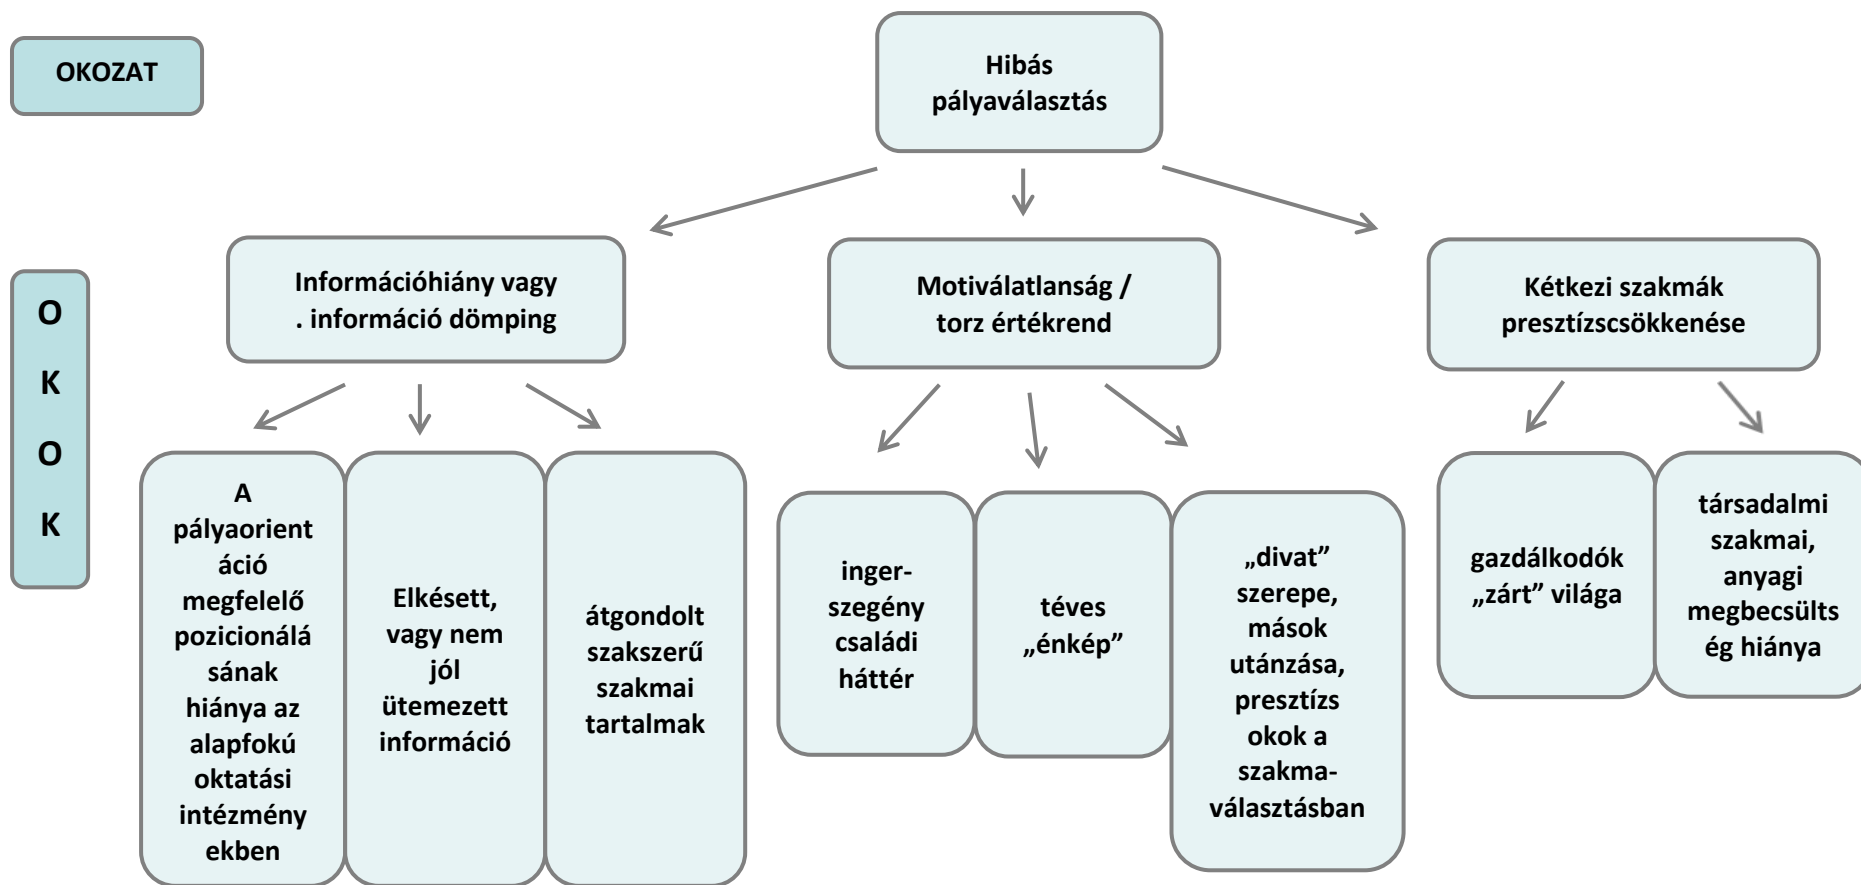 OKOZAT
Hibás
pályaválasztás
O
K
O
K
Információhiány vagy
. információ dömping
Motiválatlanság /
torz értékrend
Kétkezi szakmák
presztízscsökkenése
A
pályaorient
áció
megfelelő
pozicionálá
sának
hiánya az
alapfokú
oktatási
intézmény
ekben
Elkésett,
vagy nem
jól
ütemezett
információ
átgondolt
szakszerű
szakmai
tartalmak
inger-
szegény
családi
háttér
téves
„énkép”
„divat”
szerepe,
mások
utánzása,
presztízs
okok a
szakma-
választásban
gazdálkodók
„zárt” világa
társadalmi
szakmai,
anyagi
megbecsülts
ég hiánya